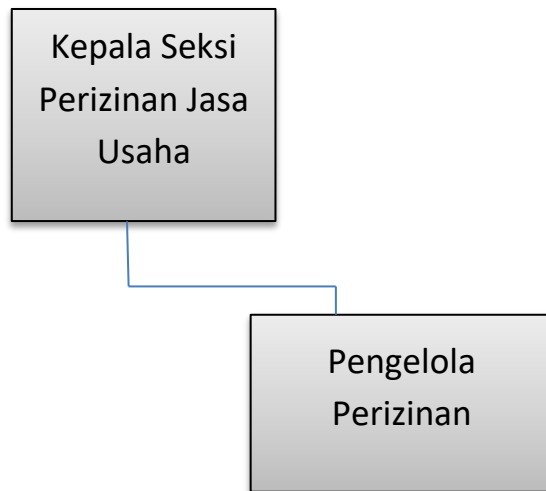 Kepala Seksi
Perizinan Jasa
Usaha
Pengelola
Perizinan